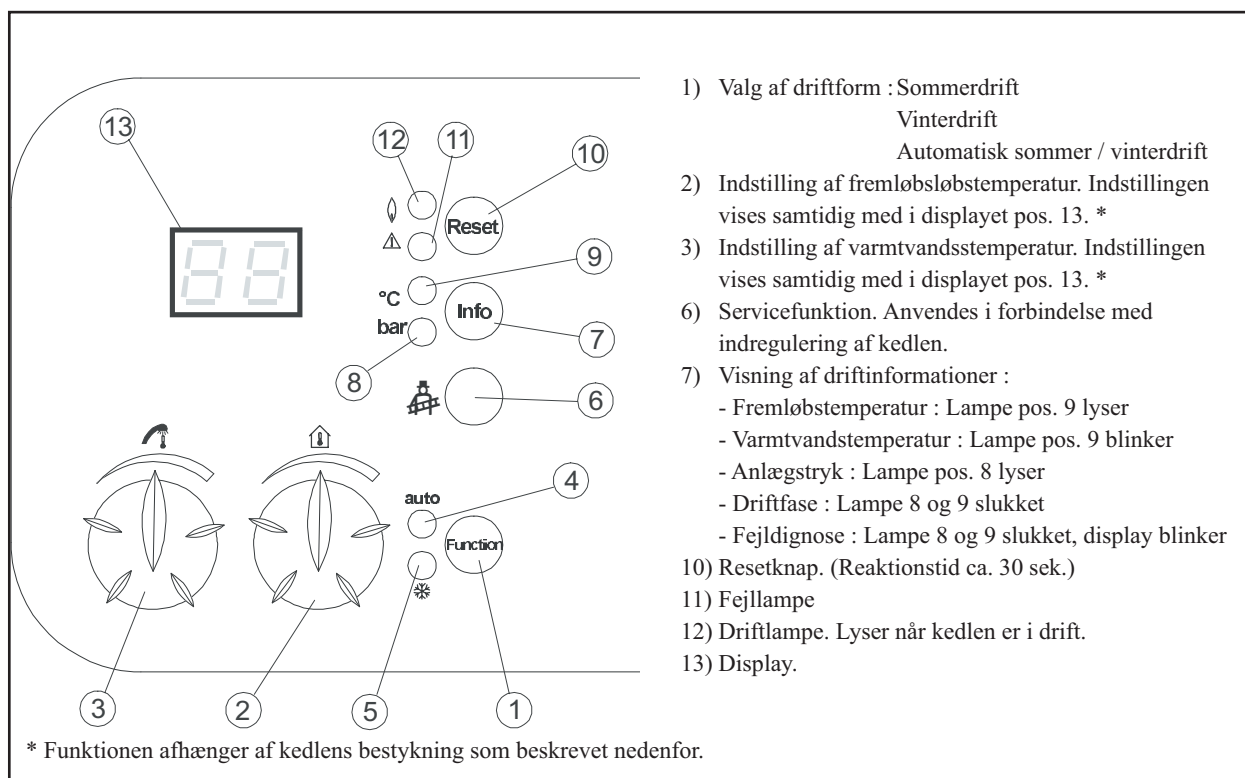 13
12
11
10
Reset
9
°C
bar
Info
7
8
6
4
auto
Function
5
3
2
5
1
1) Valg af driftform : Sommerdrift
Vinterdrift
Automatisk sommer / vinterdrift
2) Indstilling af fremløbsløbstemperatur. Indstillingen
vises samtidig med i displayet pos. 13. *
3) Indstilling af varmtvandsstemperatur. Indstillingen
vises samtidig med i displayet pos. 13. *
6) Servicefunktion. Anvendes i forbindelse med
indregulering af kedlen.
7) Visning af driftinformationer :
- Fremløbstemperatur : Lampe pos. 9 lyser
- Varmtvandstemperatur : Lampe pos. 9 blinker
- Anlægstryk : Lampe pos. 8 lyser
- Driftfase : Lampe 8 og 9 slukket
- Fejldignose : Lampe 8 og 9 slukket, display blinker
10) Resetknap. (Reaktionstid ca. 30 sek.)
11) Fejllampe
12) Driftlampe. Lyser når kedlen er i drift.
13) Display.
* Funktionen afhænger af kedlens bestykning som beskrevet nedenfor.